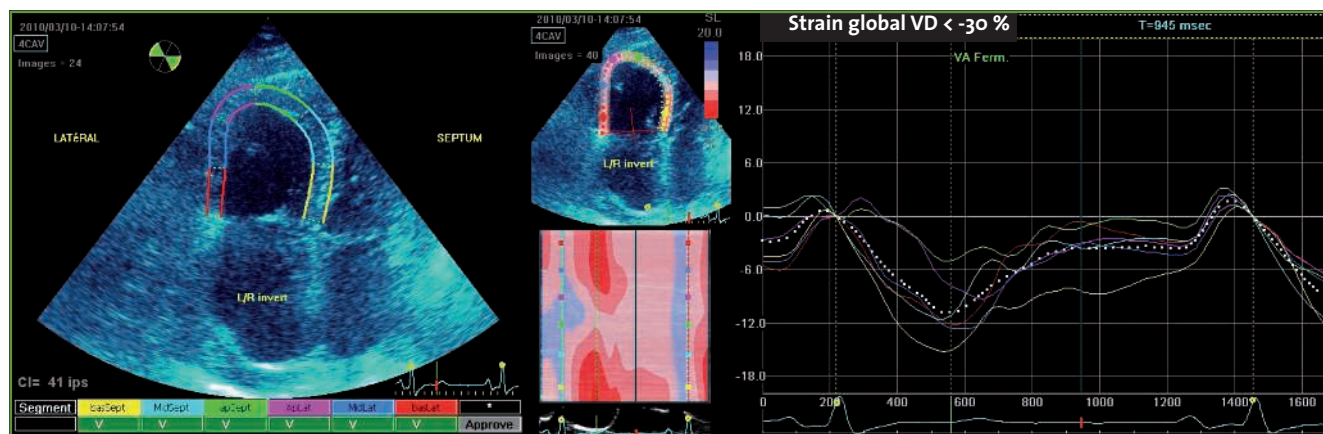 2010/03/10-14:07:54
4CAV
Images = 24
LATéRAL
SEPTUM
L/R invert
CI= 41 ips
Segment basSept MidSept apSept ApLat MidLat basLat *
V V V V V V Approve
2010/03/10-14:07:54
4CAV
Images = 40
SL
20.0
L/R invert
Strain global VD < -30 %
T=945 msec
VA Ferm.
18.0
12.0
6.0
0.0
-6.0
-12.0
-18.0
0 200 400 600 800 1000 1200 1400 1600